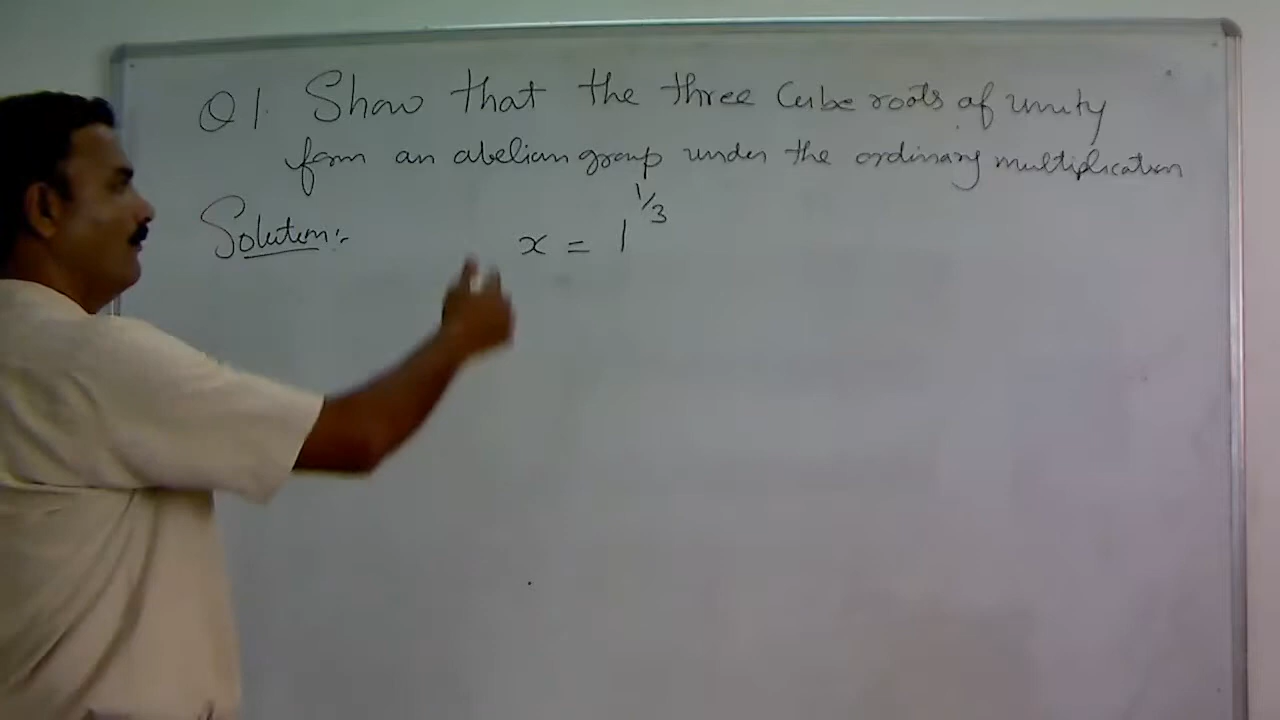 Q1. Show that the three Cube roots of unity
form an abelian group under the ordinary multiplication
Solution:-
x = 1^{1/3}